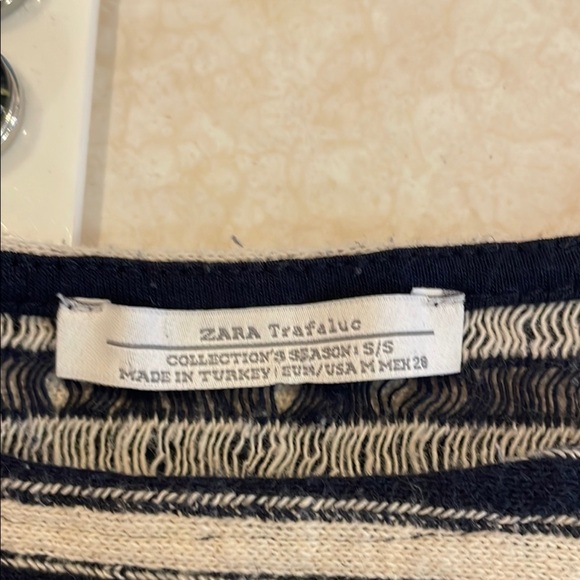 ZARA Trafaluc
COLLECTION'S SEASON: S/S
MADE IN TURKEY EUR/USA M MEX 28